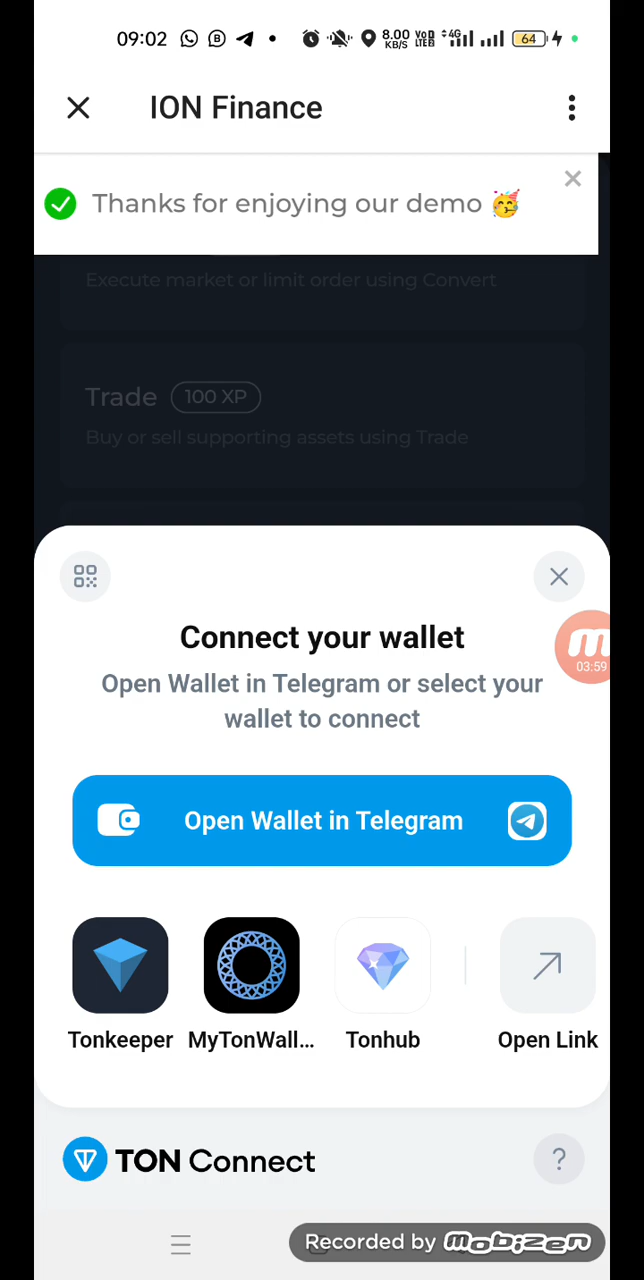 09:02
8.00 KB/S
VoD LTE2
4G
64
ION Finance
Thanks for enjoying our demo 🥳
Execute market or limit order using Convert
Trade 100 XP
Buy or sell supporting assets using Trade
Connect your wallet
Open Wallet in Telegram or select your
wallet to connect
03:59
Open Wallet in Telegram
Tonkeeper MyTonWall... Tonhub Open Link
TON Connect
?
Recorded by mobizen